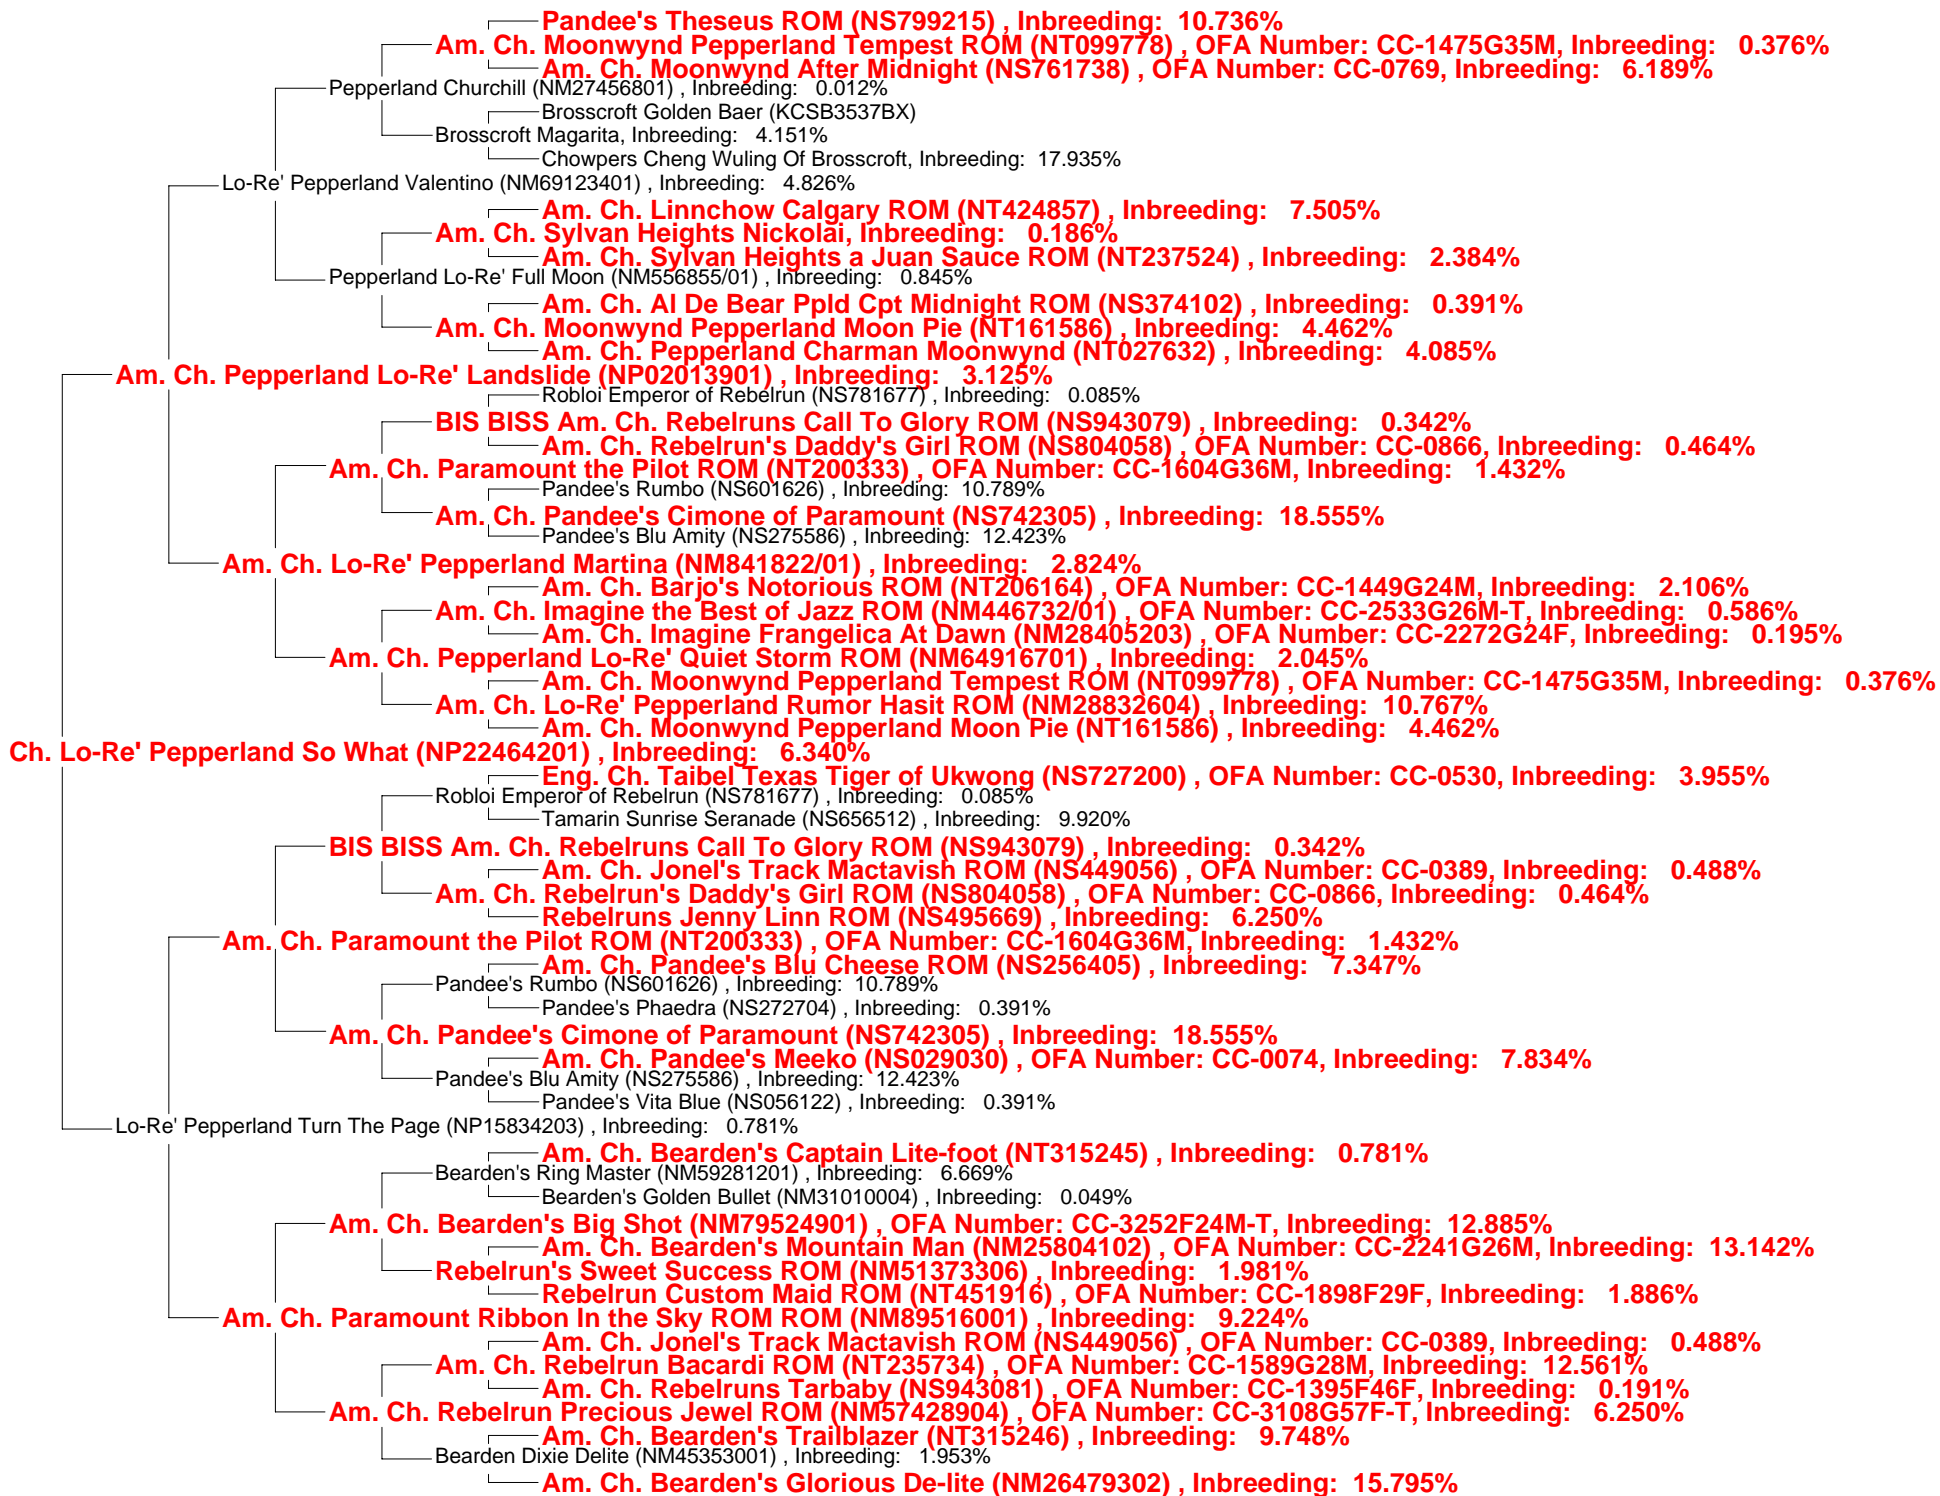 Pandee's Theseus ROM (NS799215) , Inbreeding: 10.736%
Am. Ch. Moonwynd Pepperland Tempest ROM (NT099778) , OFA Number: CC-1475G35M, Inbreeding: 0.376%
Am. Ch. Moonwynd After Midnight (NS761738) , OFA Number: CC-0769, Inbreeding: 6.189%
Pepperland Churchill (NM27456801) , Inbreeding: 0.012%
Brosscroft Golden Baer (KCSB3537BX)
Brosscroft Magarita, Inbreeding: 4.151%
Chowpers Cheng Wuling Of Brosscroft, Inbreeding: 17.935%
Lo-Re' Pepperland Valentino (NM69123401) , Inbreeding: 4.826%
Am. Ch. Linnchow Calgary ROM (NT424857) , Inbreeding: 7.505%
Am. Ch. Sylvan Heights Nickolai, Inbreeding: 0.186%
Am. Ch. Sylvan Heights a Juan Sauce ROM (NT237524) , Inbreeding: 2.384%
Pepperland Lo-Re' Full Moon (NM556855/01) , Inbreeding: 0.845%
Am. Ch. Al De Bear Ppld Cpt Midnight ROM (NS374102) , Inbreeding: 0.391%
Am. Ch. Moonwynd Pepperland Moon Pie (NT161586) , Inbreeding: 4.462%
Am. Ch. Pepperland Charman Moonwynd (NT027632) , Inbreeding: 4.085%
Am. Ch. Pepperland Lo-Re' Landslide (NP02013901) , Inbreeding: 3.125%
Robloi Emperor of Rebelrun (NS781677) , Inbreeding: 0.085%
BIS BISS Am. Ch. Rebelruns Call To Glory ROM (NS943079) , Inbreeding: 0.342%
Am. Ch. Rebelrun's Daddy's Girl ROM (NS804058) , OFA Number: CC-0866, Inbreeding: 0.464%
Am. Ch. Paramount the Pilot ROM (NT200333) , OFA Number: CC-1604G36M, Inbreeding: 1.432%
Pandee's Rumbo (NS601626) , Inbreeding: 10.789%
Am. Ch. Pandee's Cimone of Paramount (NS742305) , Inbreeding: 18.555%
Pandee's Blu Amity (NS275586) , Inbreeding: 12.423%
Am. Ch. Lo-Re' Pepperland Martina (NM841822/01) , Inbreeding: 2.824%
Am. Ch. Barjo's Notorious ROM (NT206164) , OFA Number: CC-1449G24M, Inbreeding: 2.106%
Am. Ch. Imagine the Best of Jazz ROM (NM446732/01) , OFA Number: CC-2533G26M-T, Inbreeding: 0.586%
Am. Ch. Imagine Frangelica At Dawn (NM28405203) , OFA Number: CC-2272G24F, Inbreeding: 0.195%
Am. Ch. Pepperland Lo-Re' Quiet Storm ROM (NM64916701) , Inbreeding: 2.045%
Am. Ch. Moonwynd Pepperland Tempest ROM (NT099778) , OFA Number: CC-1475G35M, Inbreeding: 0.376%
Am. Ch. Lo-Re' Pepperland Rumor Hasit ROM (NM28832604) , Inbreeding: 10.767%
Am. Ch. Moonwynd Pepperland Moon Pie (NT161586) , Inbreeding: 4.462%
Ch. Lo-Re' Pepperland So What (NP22464201) , Inbreeding: 6.340%
Eng. Ch. Taibel Texas Tiger of Ukwong (NS727200) , OFA Number: CC-0530, Inbreeding: 3.955%
Robloi Emperor of Rebelrun (NS781677) , Inbreeding: 0.085%
Tamarin Sunrise Seranade (NS656512) , Inbreeding: 9.920%
BIS BISS Am. Ch. Rebelruns Call To Glory ROM (NS943079) , Inbreeding: 0.342%
Am. Ch. Jonel's Track Mactavish ROM (NS449056) , OFA Number: CC-0389, Inbreeding: 0.488%
Am. Ch. Rebelrun's Daddy's Girl ROM (NS804058) , OFA Number: CC-0866, Inbreeding: 0.464%
Rebelruns Jenny Linn ROM (NS495669) , Inbreeding: 6.250%
Am. Ch. Paramount the Pilot ROM (NT200333) , OFA Number: CC-1604G36M, Inbreeding: 1.432%
Am. Ch. Pandee's Blu Cheese ROM (NS256405) , Inbreeding: 7.347%
Pandee's Rumbo (NS601626) , Inbreeding: 10.789%
Pandee's Phaedra (NS272704) , Inbreeding: 0.391%
Am. Ch. Pandee's Cimone of Paramount (NS742305) , Inbreeding: 18.555%
Am. Ch. Pandee's Meeko (NS029030) , OFA Number: CC-0074, Inbreeding: 7.834%
Pandee's Blu Amity (NS275586) , Inbreeding: 12.423%
Pandee's Vita Blue (NS056122) , Inbreeding: 0.391%
Lo-Re' Pepperland Turn The Page (NP15834203) , Inbreeding: 0.781%
Am. Ch. Bearden's Captain Lite-foot (NT315245) , Inbreeding: 0.781%
Bearden's Ring Master (NM59281201) , Inbreeding: 6.669%
Bearden's Golden Bullet (NM31010004) , Inbreeding: 0.049%
Am. Ch. Bearden's Big Shot (NM79524901) , OFA Number: CC-3252F24M-T, Inbreeding: 12.885%
Am. Ch. Bearden's Mountain Man (NM25804102) , OFA Number: CC-2241G26M, Inbreeding: 13.142%
Rebelrun's Sweet Success ROM (NM51373306) , Inbreeding: 1.981%
Rebelrun Custom Maid ROM (NT451916) , OFA Number: CC-1898F29F, Inbreeding: 1.886%
Am. Ch. Paramount Ribbon In the Sky ROM ROM (NM89516001) , Inbreeding: 9.224%
Am. Ch. Jonel's Track Mactavish ROM (NS449056) , OFA Number: CC-0389, Inbreeding: 0.488%
Am. Ch. Rebelrun Bacardi ROM (NT235734) , OFA Number: CC-1589G28M, Inbreeding: 12.561%
Am. Ch. Rebelruns Tarbaby (NS943081) , OFA Number: CC-1395F46F, Inbreeding: 0.191%
Am. Ch. Rebelrun Precious Jewel ROM (NM57428904) , OFA Number: CC-3108G57F-T, Inbreeding: 6.250%
Am. Ch. Bearden's Trailblazer (NT315246) , Inbreeding: 9.748%
Bearden Dixie Delite (NM45353001) , Inbreeding: 1.953%
Am. Ch. Bearden's Glorious De-lite (NM26479302) , Inbreeding: 15.795%